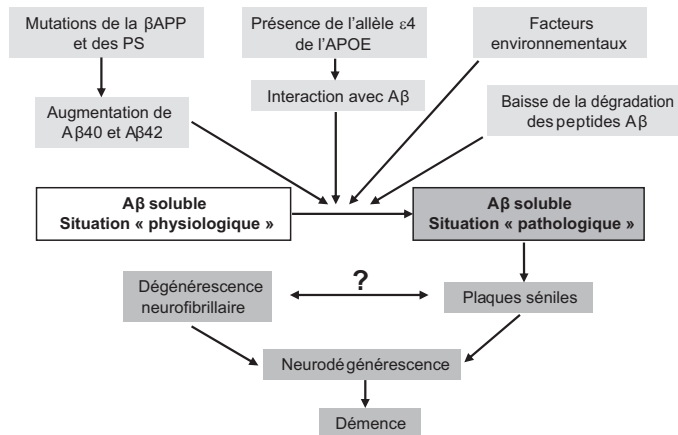 Mutations de la βAPP
et des PS
Présence de l'allèle ε4
de l'APOE
Facteurs
environnementaux
Augmentation de
Aβ40 et Aβ42
Interaction avec Aβ
Baisse de la dégradation
des peptides Aβ
Aβ soluble
Situation « physiologique »
Aβ soluble
Situation « pathologique »
Dégénérescence
neurofibrillaire
?
Plaques séniles
Neurodégénérescence
Démence